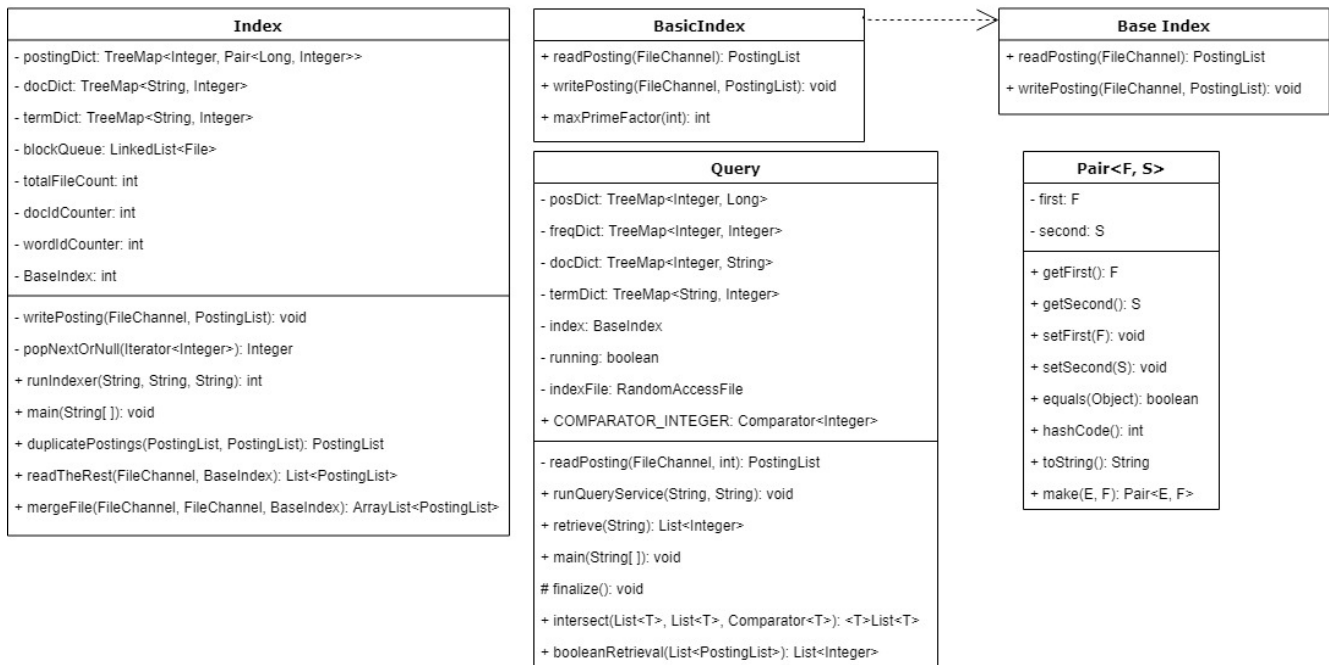 Index
- postingDict: TreeMap<Integer, Pair<Long, Integer>>
- docDict: TreeMap<String, Integer>
- termDict: TreeMap<String, Integer>
- blockQueue: LinkedList<File>
- totalFileCount: int
- docIdCounter: int
- wordIdCounter: int
- BaseIndex: int
- writePosting(FileChannel, PostingList): void
- popNextOrNull(Iterator<Integer>): Integer
+ runIndexer(String, String, String): int
+ main(String[ ]): void
+ duplicatePostings(PostingList, PostingList): PostingList
+ readTheRest(FileChannel, BaseIndex): List<PostingList>
+ mergeFile(FileChannel, FileChannel, BaseIndex): ArrayList<PostingList>
BasicIndex
+ readPosting(FileChannel): PostingList
+ writePosting(FileChannel, PostingList): void
+ maxPrimeFactor(int): int
Base Index
+ readPosting(FileChannel): PostingList
+ writePosting(FileChannel, PostingList): void
Query
- posDict: TreeMap<Integer, Long>
- freqDict: TreeMap<Integer, Integer>
- docDict: TreeMap<Integer, String>
- termDict: TreeMap<String, Integer>
- index: BaseIndex
- running: boolean
- indexFile: RandomAccessFile
+ COMPARATOR_INTEGER: Comparator<Integer>
- readPosting(FileChannel, int): PostingList
+ runQueryService(String, String): void
+ retrieve(String): List<Integer>
+ main(String[ ]): void
# finalize(): void
+ intersect(List<T>, List<T>, Comparator<T>): <T>List<T>
+ booleanRetrieval(List<PostingList>): List<Integer>
Pair<F, S>
- first: F
- second: S
+ getFirst(): F
+ getSecond(): S
+ setFirst(F): void
+ setSecond(S): void
+ equals(Object): boolean
+ hashCode(): int
+ toString(): String
+ make(E, F): Pair<E, F>